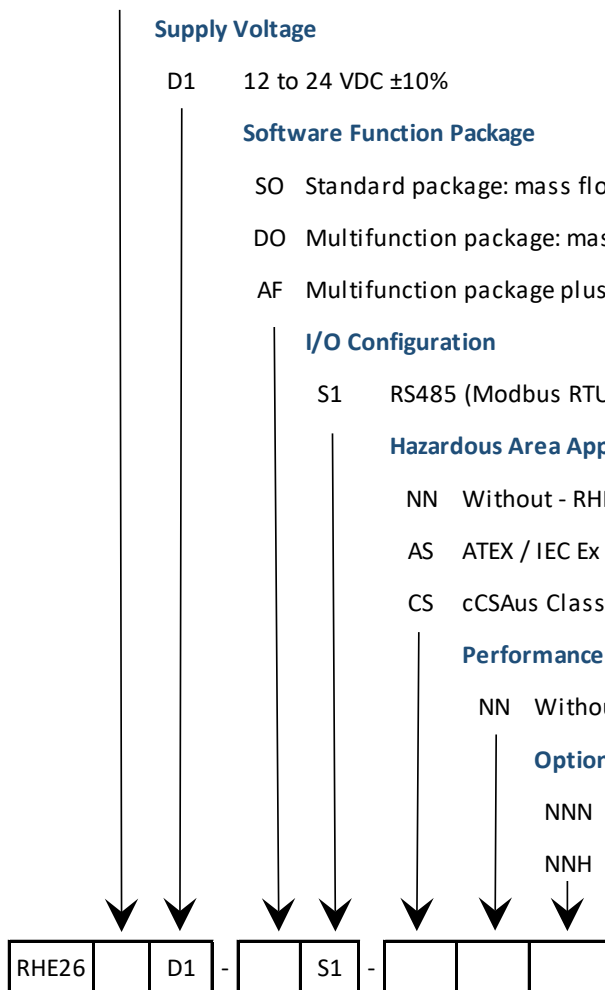 Supply Voltage
D1 12 to 24 VDC ±10%
Software Function Package
SO Standard package: mass flo
DO Multifunction package: mas
AF Multifunction package plus
I/O Configuration
S1 RS485 (Modbus RTU
Hazardous Area App
NN Without - RHE
AS ATEX / IEC Ex
CS cCSAus Class
Performance
NN Withou
Option
NNN
NNH
RHE26 D1 - S1 -